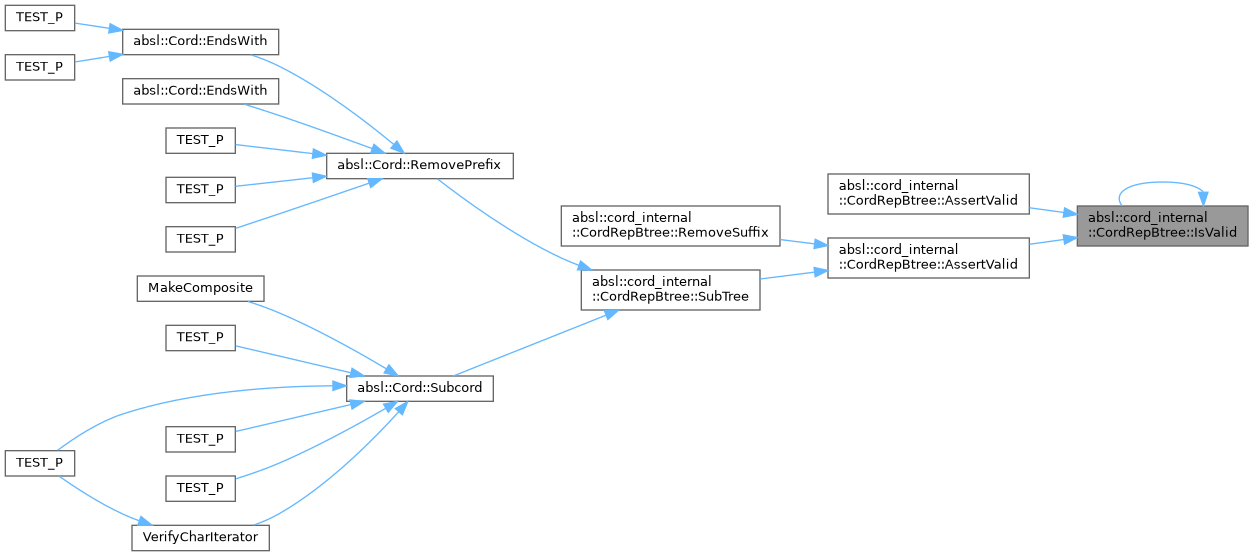 TEST_P
absl::Cord::EndsWith
TEST_P
absl::Cord::EndsWith
TEST_P
absl::Cord::RemovePrefix
TEST_P
TEST_P
absl::cord_internal
::CordRepBtree::AssertValid
absl::cord_internal
::CordRepBtree::RemoveSuffix
absl::cord_internal
::CordRepBtree::IsValid
absl::cord_internal
::CordRepBtree::AssertValid
absl::cord_internal
::CordRepBtree::SubTree
MakeComposite
TEST_P
absl::Cord::Subcord
TEST_P
TEST_P
TEST_P
VerifyCharIterator